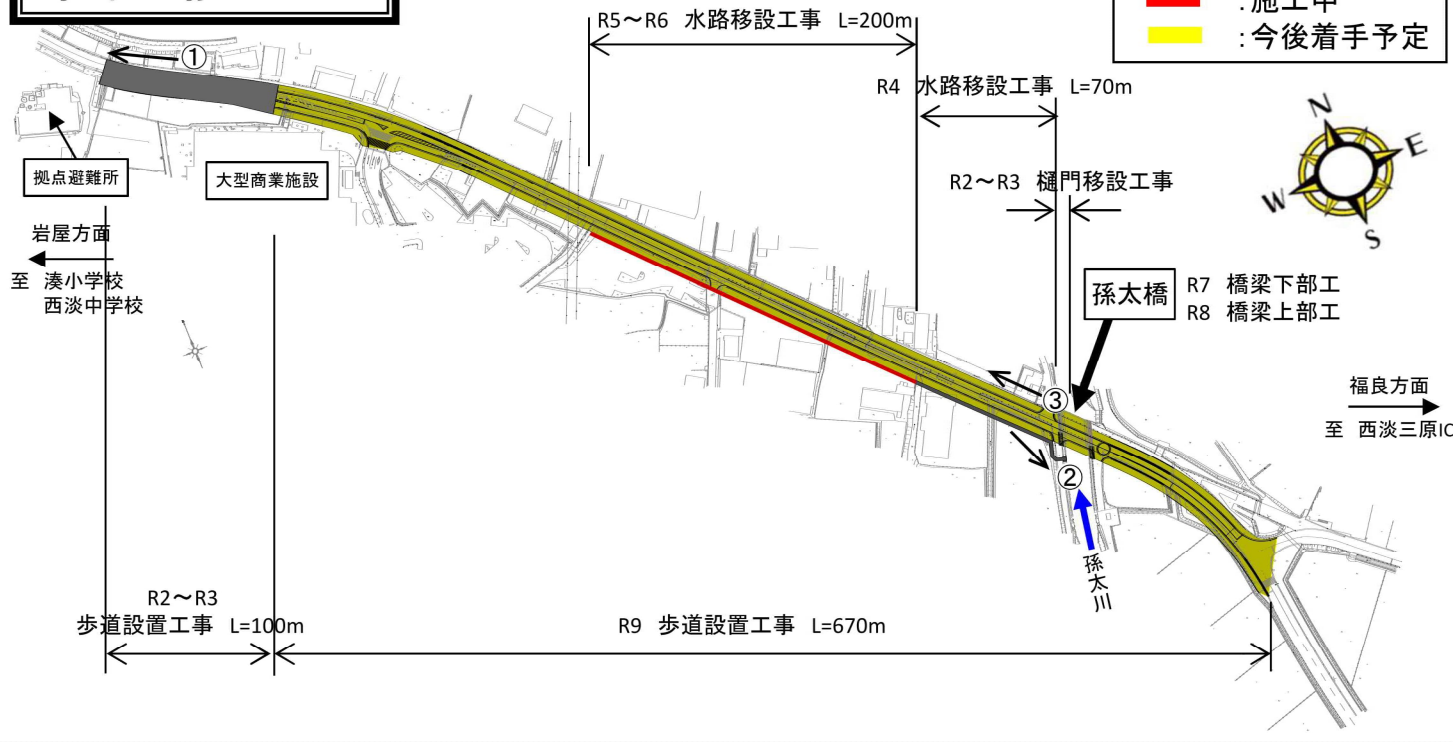 ：施工中
：今後着手予定
R5～R6 水路移設工事 L=200m
①
R4 水路移設工事 L=70m
N
E
W
S
拠点避難所
大型商業施設
R2～R3 樋門移設工事
岩屋方面
至 湊小学校
西淡中学校
孫太橋
R7 橋梁下部工
R8 橋梁上部工
③
福良方面
至 西淡三原IC
②
孫太川
R2～R3
歩道設置工事 L=100m
R9 歩道設置工事 L=670m